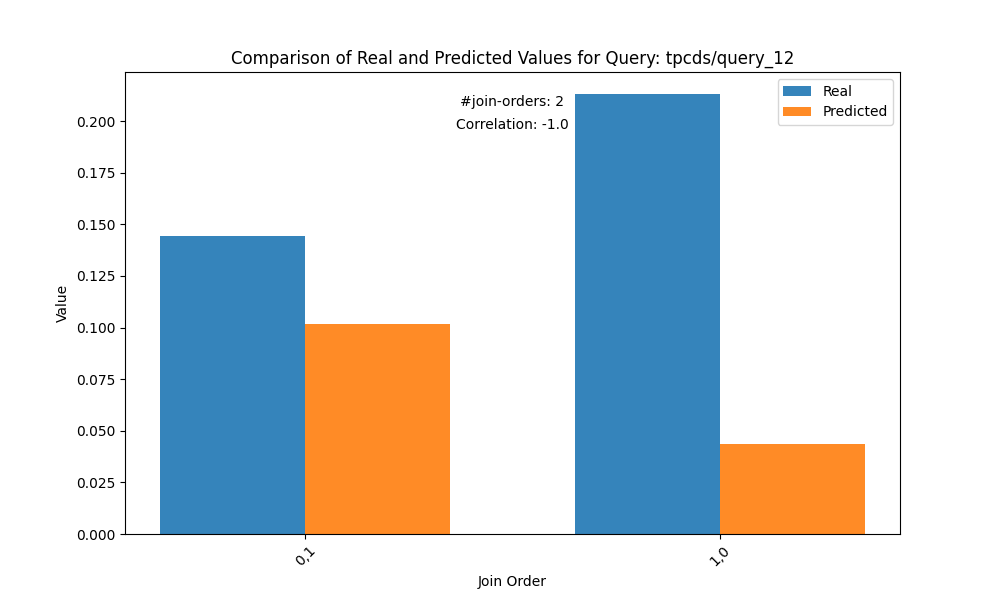 Comparison of Real and Predicted Values for Query: tpcds/query_12
#join-orders: 2
Correlation: -1.0
Real
Predicted
0.200
0.175
0.150
0.125
0.100
0.075
0.050
0.025
0.000
Value
0,1
1,0
Join Order